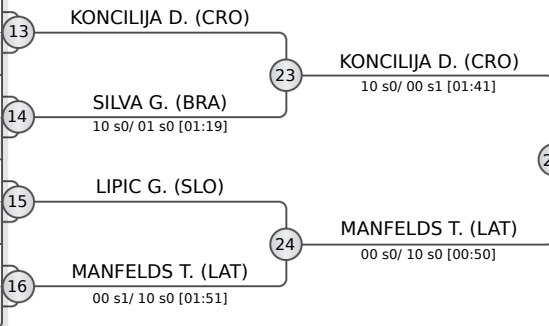 KONCILIJA D. (CRO)
13
23
KONCILIJA D. (CRO)
10 s0/ 00 s1 [01:41]
SILVA G. (BRA)
14
10 s0/ 01 s0 [01:19]
LIPIC G. (SLO)
15
24
MANFELDS T. (LAT)
00 s0/ 10 s0 [00:50]
MANFELDS T. (LAT)
16
00 s1/ 10 s0 [01:51]